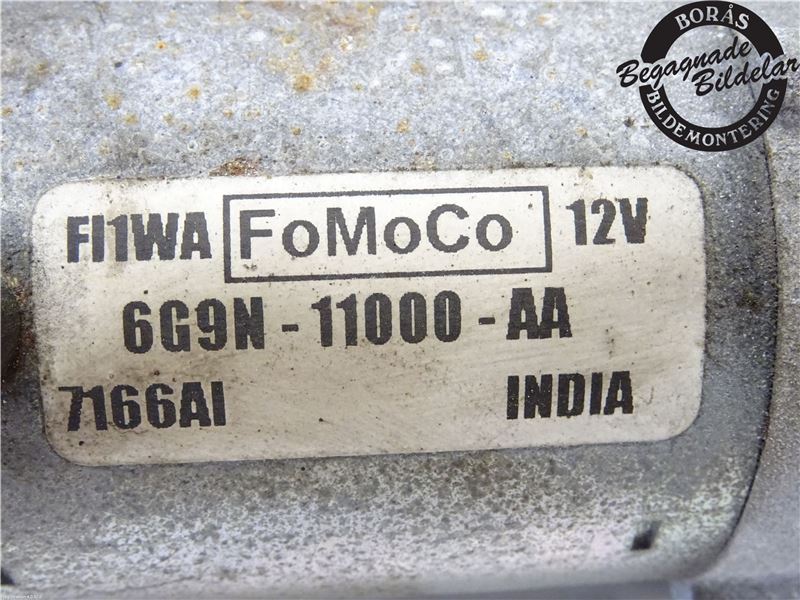 BORÅS
Begagnade
Bildelar
BILDEMONTERING
FI1WA FoMoCo 12V
6G9N - 11000 - AA
7166AI INDIA